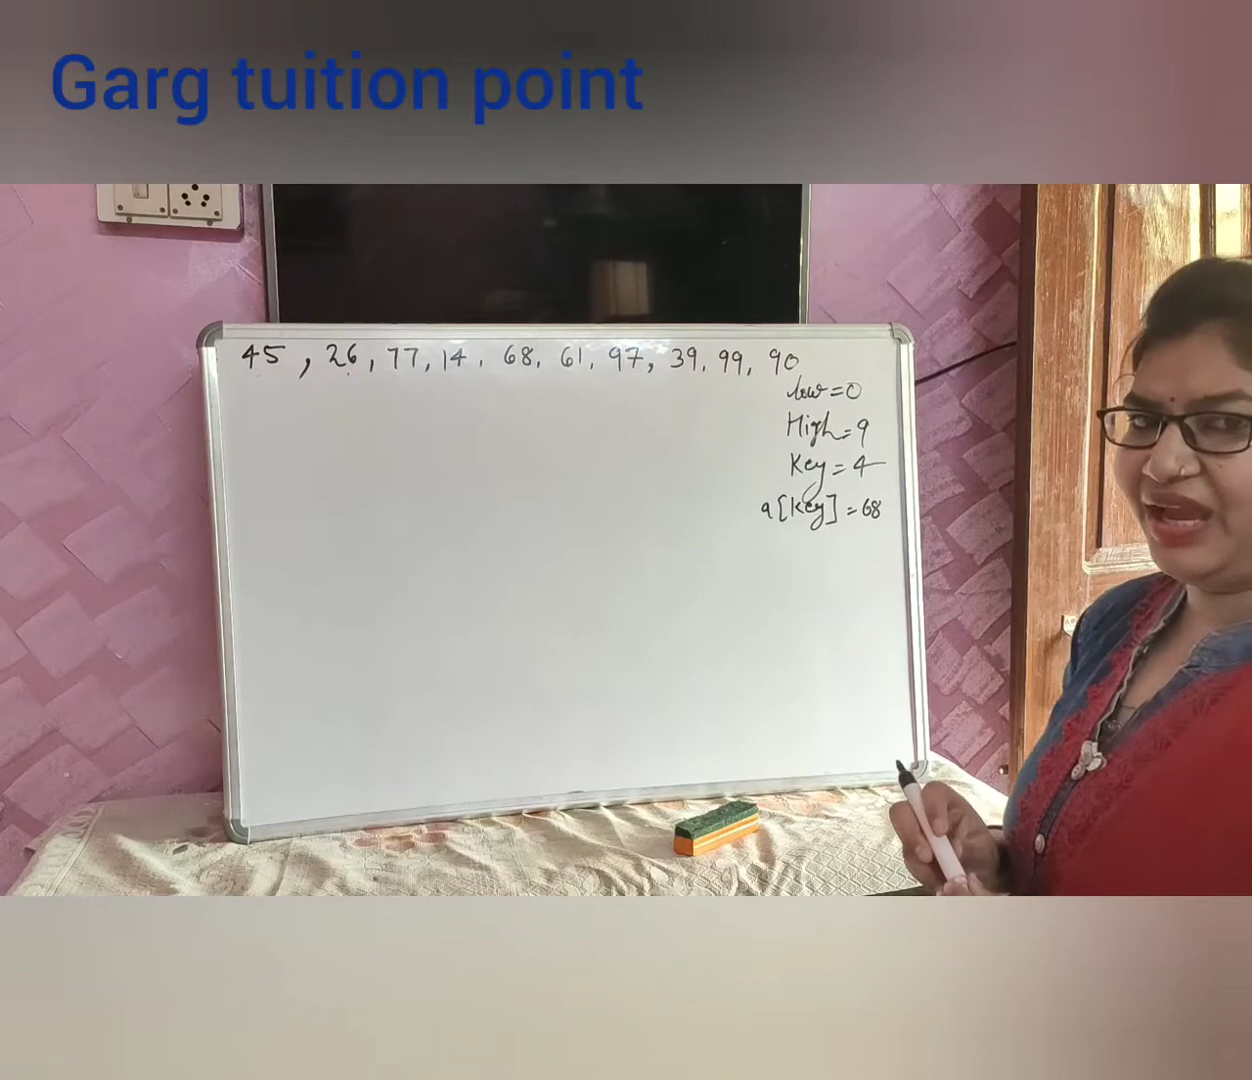 Garg tuition point
45, 26, 77, 14, 68, 61, 97, 39, 99, 90
low=0
High=9
Key=4
a[Key]=68